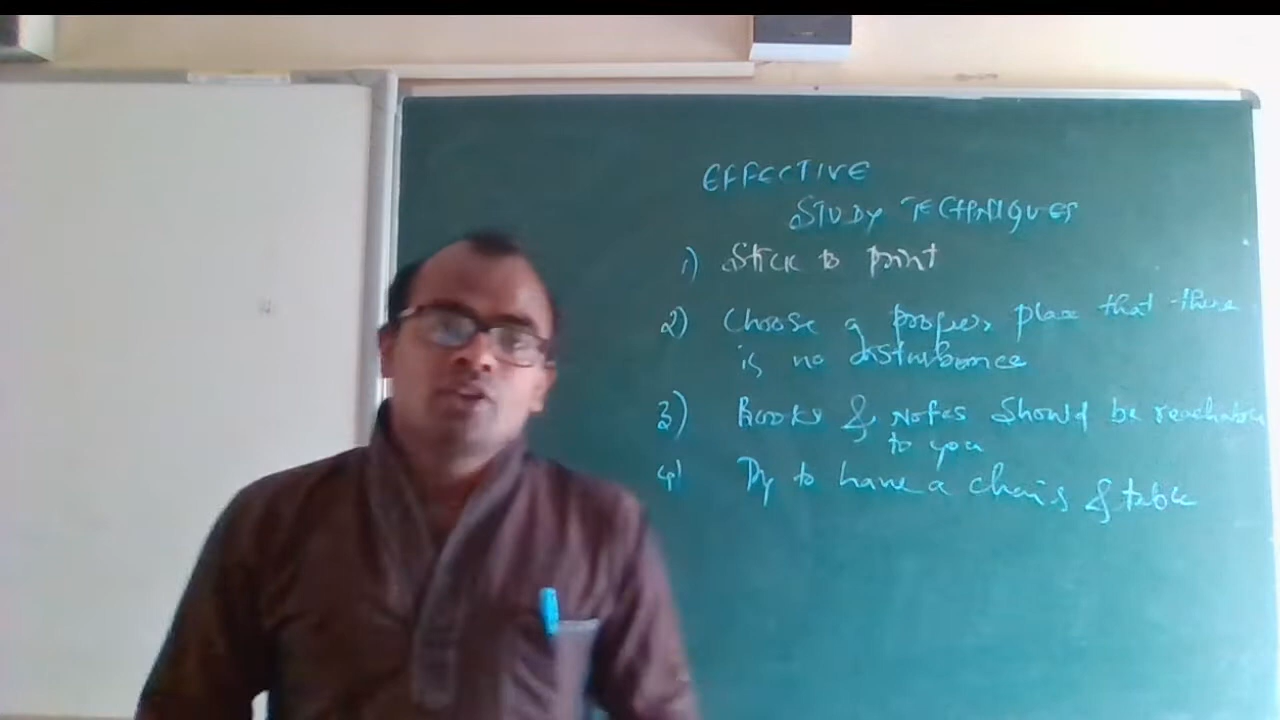 EFFECTIVE
STUDY TECHNIQUES
1) Stick to print
2) Choose a proper place that there
is no disturbance
3) Books & Notes should be reachable
to you
4) Try to have a chair & table